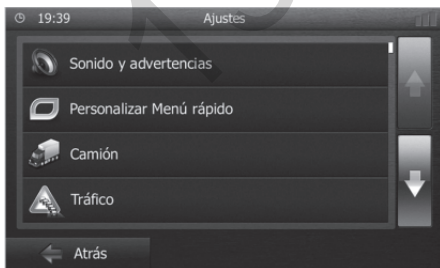 19:39 Ajustes
Sonido y advertencias
Personalizar Menú rápido
Camión
Tráfico
Atrás